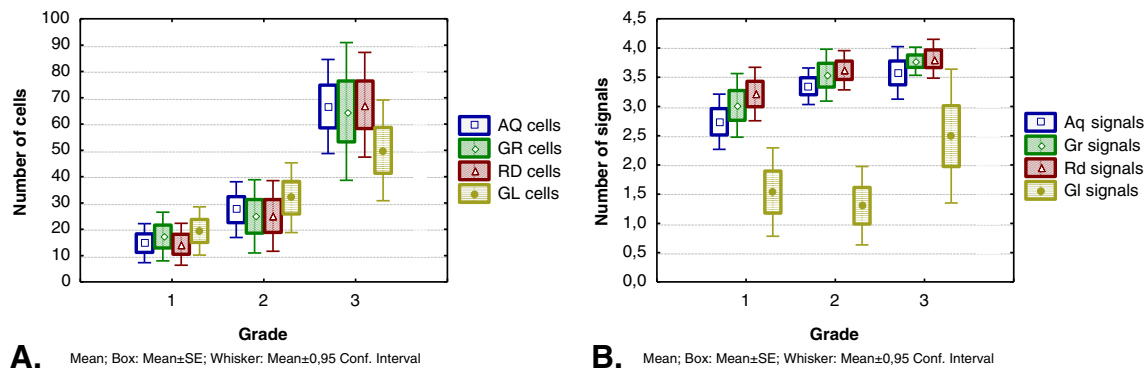 100
90
80
70
60
50
40
30
20
10
0
Number of cells
1 2 3
Grade
AQ cells
GR cells
RD cells
GL cells
A.
Mean; Box: Mean±SE; Whisker: Mean±0,95 Conf. Interval
4,5
4,0
3,5
3,0
2,5
2,0
1,5
1,0
0,5
0,0
Number of signals
1 2 3
Grade
Aq signals
Gr signals
Rd signals
Gl signals
B.
Mean; Box: Mean±SE; Whisker: Mean±0,95 Conf. Interval